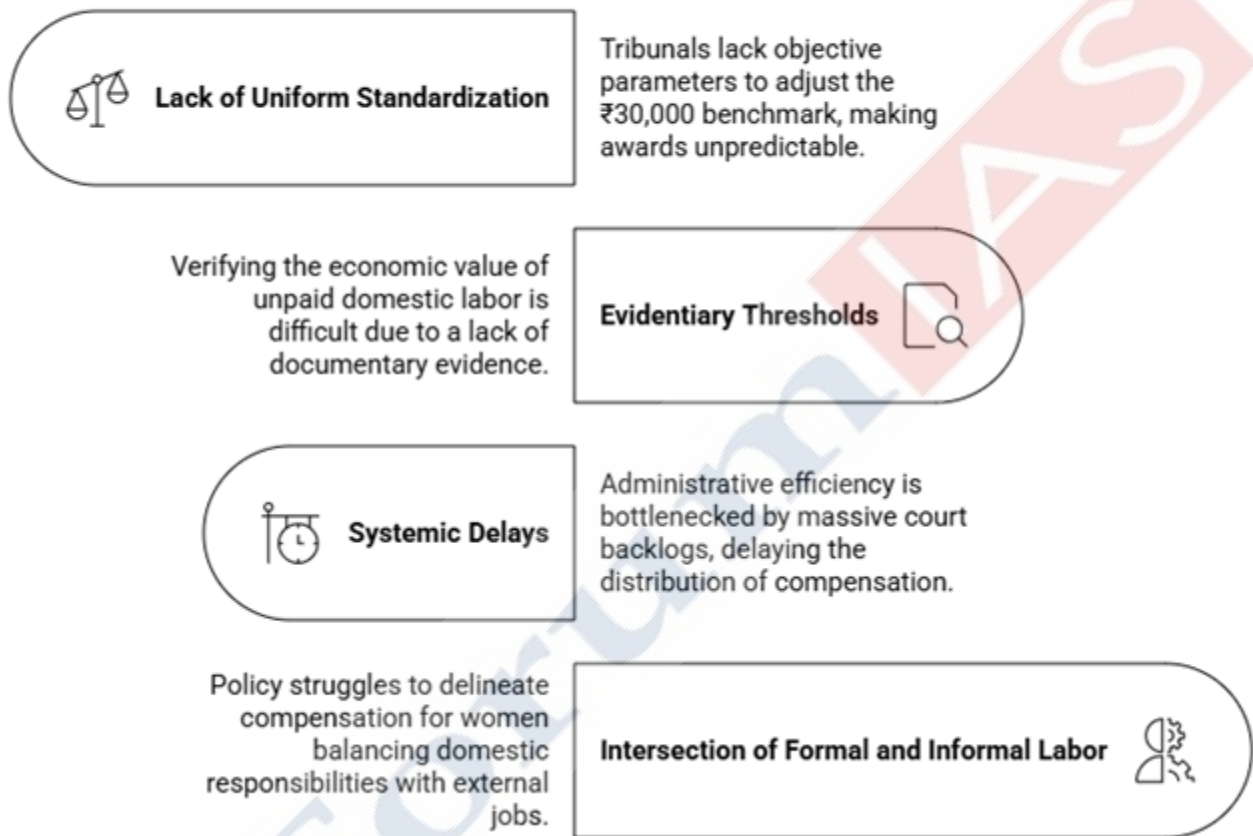 Lack of Uniform Standardization
Tribunals lack objective
parameters to adjust the
₹30,000 benchmark, making
awards unpredictable.
Verifying the economic value of
unpaid domestic labor is
difficult due to a lack of
documentary evidence.
Evidentiary Thresholds
Systemic Delays
Administrative efficiency is
bottlenecked by massive court
backlogs, delaying the
distribution of compensation.
Policy struggles to delineate
compensation for women
balancing domestic
responsibilities with external
jobs.
Intersection of Formal and Informal Labor
Forum IAS